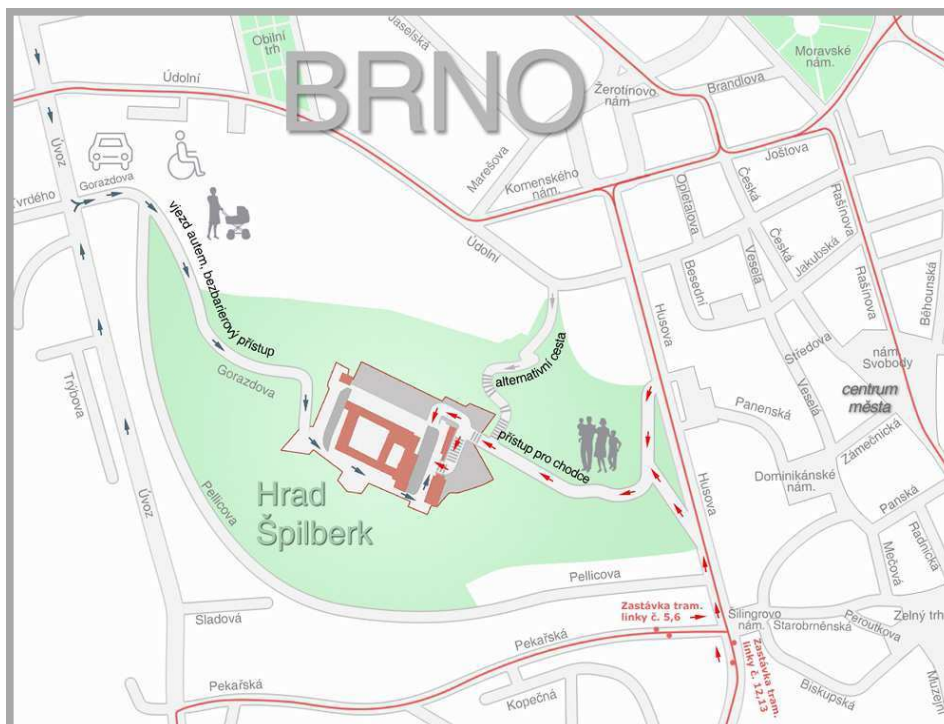 BRNO
Jaselská
Obilní
trh
Moravské
nám.
Údolní
Žerotínovo
nám
Brandlova
Úvoz
Marešova
Joštova
Gorazdova
Komenského
nám.
Opletalova
Česká
Rašínova
Tvrdého
vjezd autem, bezbarierový přístup
Údolní
Veselá
Česká
Jakubská
Besední
Běhounská
Husova
Rašínova
Středova
nám
Svobody
Trýbova
Gorazdova
alternativní cesta
Veselá
centrum
města
Panenská
přístup pro chodce
Zámečnická
Dominikánské
nám.
Husova
Hrad
Špilberk
Pellicova
Úvoz
Panská
Radnická
Mečová
Pellicova
Sladová
Zastávka tram.
linky č. 5,6
Šilingrovo
nám.
Starobrněnská
Peroutkova
Zelný trh
Pekařská
Zastávka tram.
linky č. 12,13
Biskupská
Muzejní
Pekařská
Kopečná